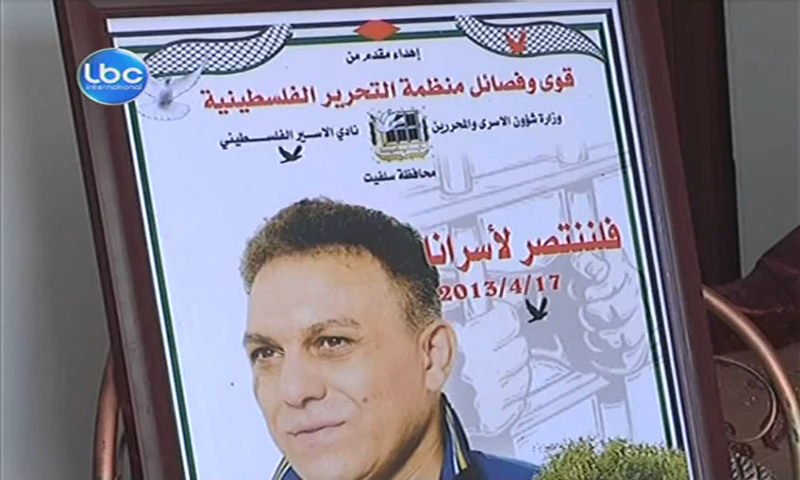 lbc
international
إهداء مقدم من
قوى وفصائل منظمة التحرير الفلسطينية
وزارة شؤون الاسرى والمحررين
نادي الاسير الفلسطيني
محافظة سلفيت
فلننتصر لأسرانا
2013/4/17